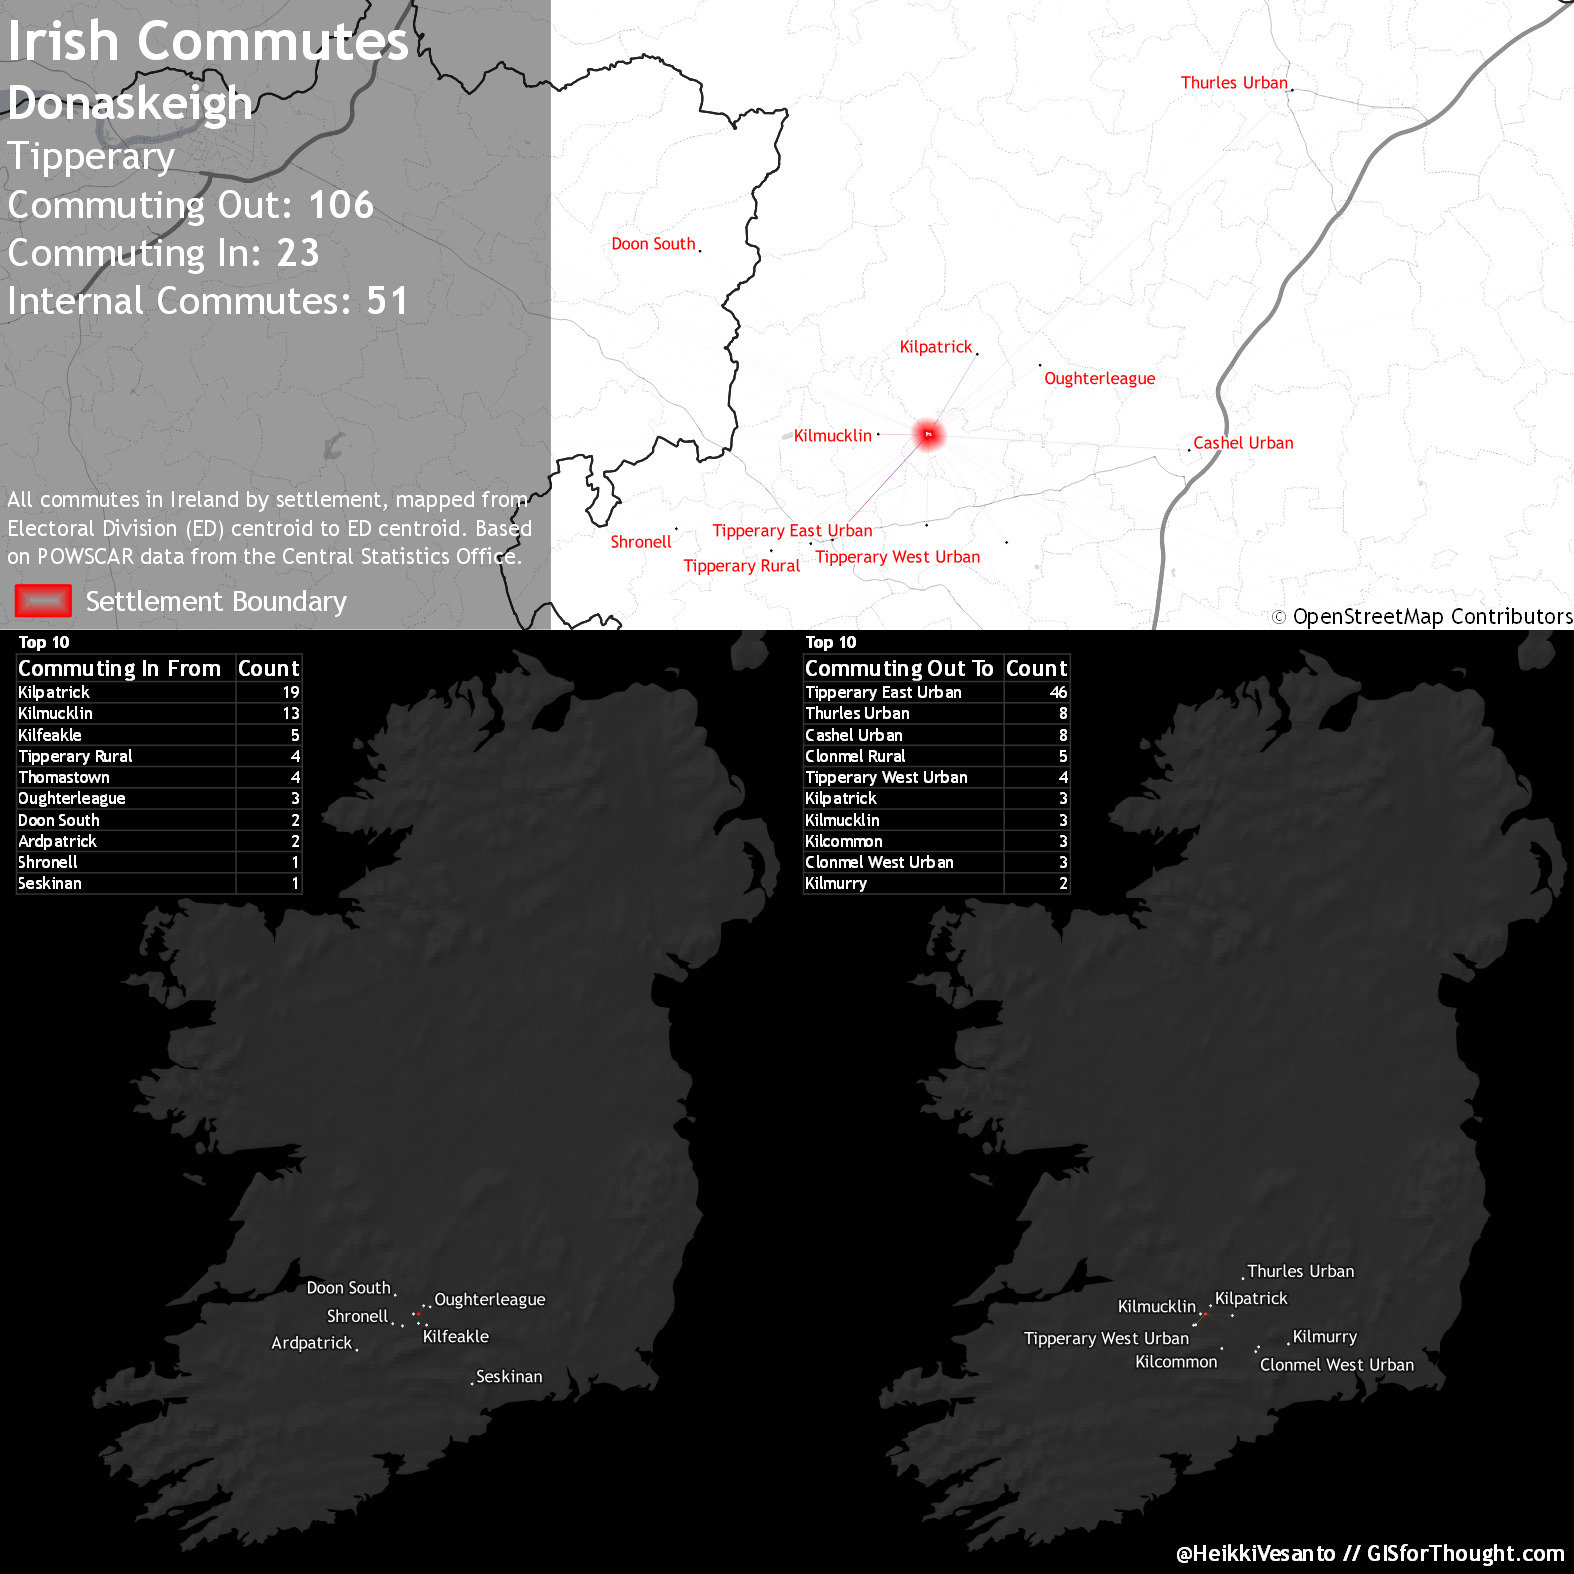 Irish Commutes
Donaskeigh
Tipperary
Commuting Out: 106
Commuting In: 23
Internal Commutes: 51
All commutes in Ireland by settlement, mapped from
Electoral Division (ED) centroid to ED centroid. Based
on POWSCAR data from the Central Statistics Office.
Settlement Boundary
Thurles Urban
Doon South
Kilpatrick
Oughterleague
Kilmucklin
Cashel Urban
Tipperary East Urban
Shronell
Tipperary West Urban
Tipperary Rural
© OpenStreetMap Contributors
Top 10
Commuting In From Count
Kilpatrick 19
Kilmucklin 13
Kilfeakle 5
Tipperary Rural 4
Thomastown 4
Oughterleague 3
Doon South 2
Ardpatrick 2
Shronell 1
Seskinan 1
Doon South
Oughterleague
Shronell
Kilfeakle
Ardpatrick
Seskinan
Top 10
Commuting Out To Count
Tipperary East Urban 46
Thurles Urban 8
Cashel Urban 8
Clonmel Rural 5
Tipperary West Urban 4
Kilpatrick 3
Kilmucklin 3
Kilcommon 3
Clonmel West Urban 3
Kilmurry 2
Thurles Urban
Kilpatrick
Kilmucklin
Tipperary West Urban
Kilmurry
Kilcommon
Clonmel West Urban
@HeikkiVesanto // GISforThought.com